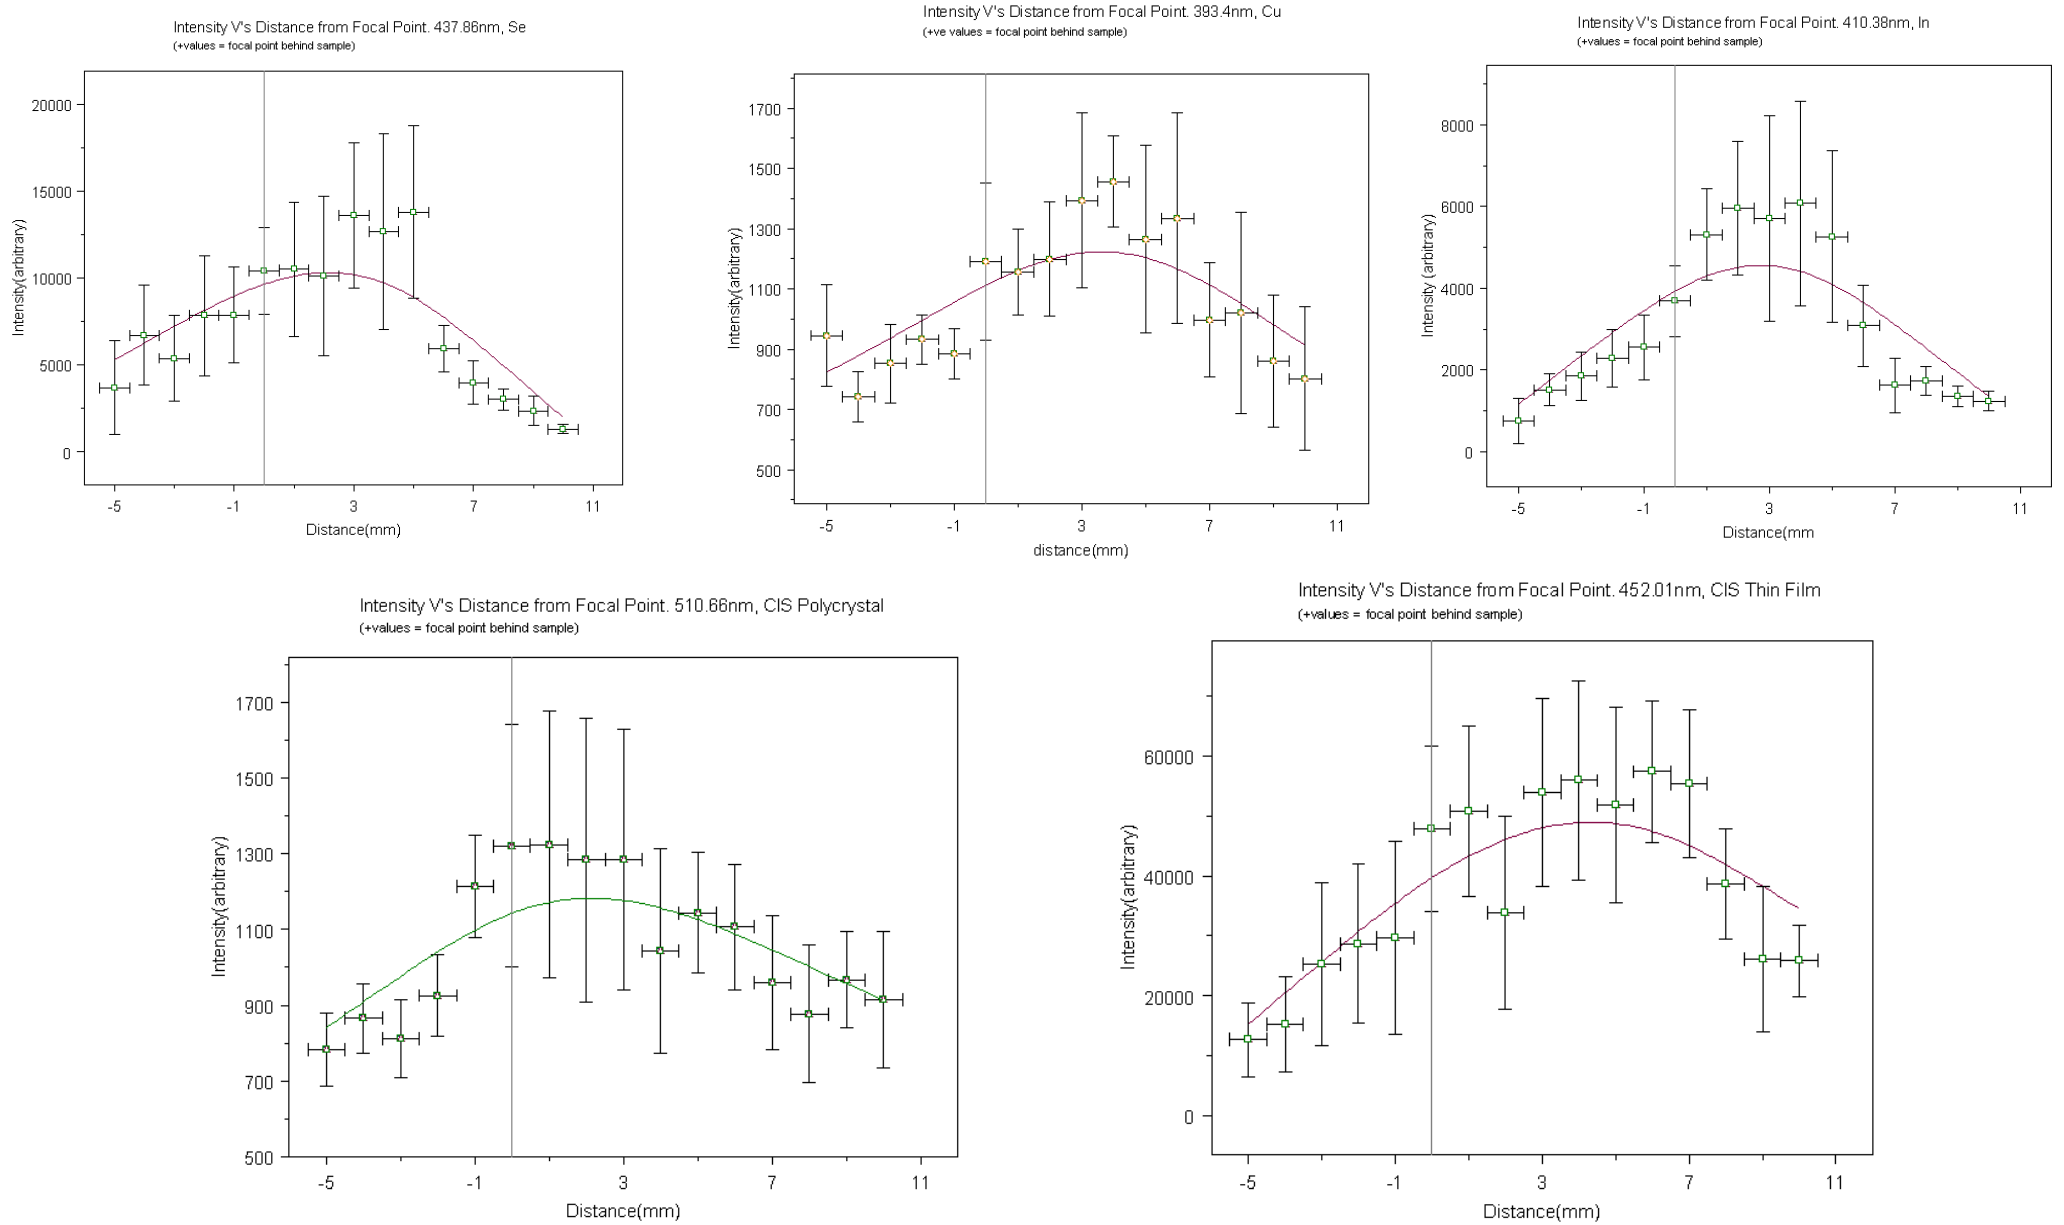 Intensity V's Distance from Focal Point. 437.86nm, Se
(+values = focal point behind sample)
20000
15000
10000
5000
0
Intensity(arbitrary)
-5
-1
3
7
11
Distance(mm)
Intensity V's Distance from Focal Point. 393.4nm, Cu
(+ve values = focal point behind sample)
1700
1500
1300
1100
900
700
500
Intensity(arbitrary)
-5
-1
3
7
11
distance(mm)
Intensity V's Distance from Focal Point. 410.38nm, In
(+values = focal point behind sample)
8000
6000
4000
2000
0
Intensity (arbitrary)
-5
-1
3
7
11
Distance(mm
Intensity V's Distance from Focal Point. 510.66nm, CIS Polycrystal
(+values = focal point behind sample)
1700
1500
1300
1100
900
700
500
Intensity(arbitrary)
-5
-1
3
7
11
Distance(mm)
Intensity V's Distance from Focal Point. 452.01nm, CIS Thin Film
(+values = focal point behind sample)
60000
40000
20000
0
Intensity(arbitrary)
-5
-1
3
7
11
Distance(mm)